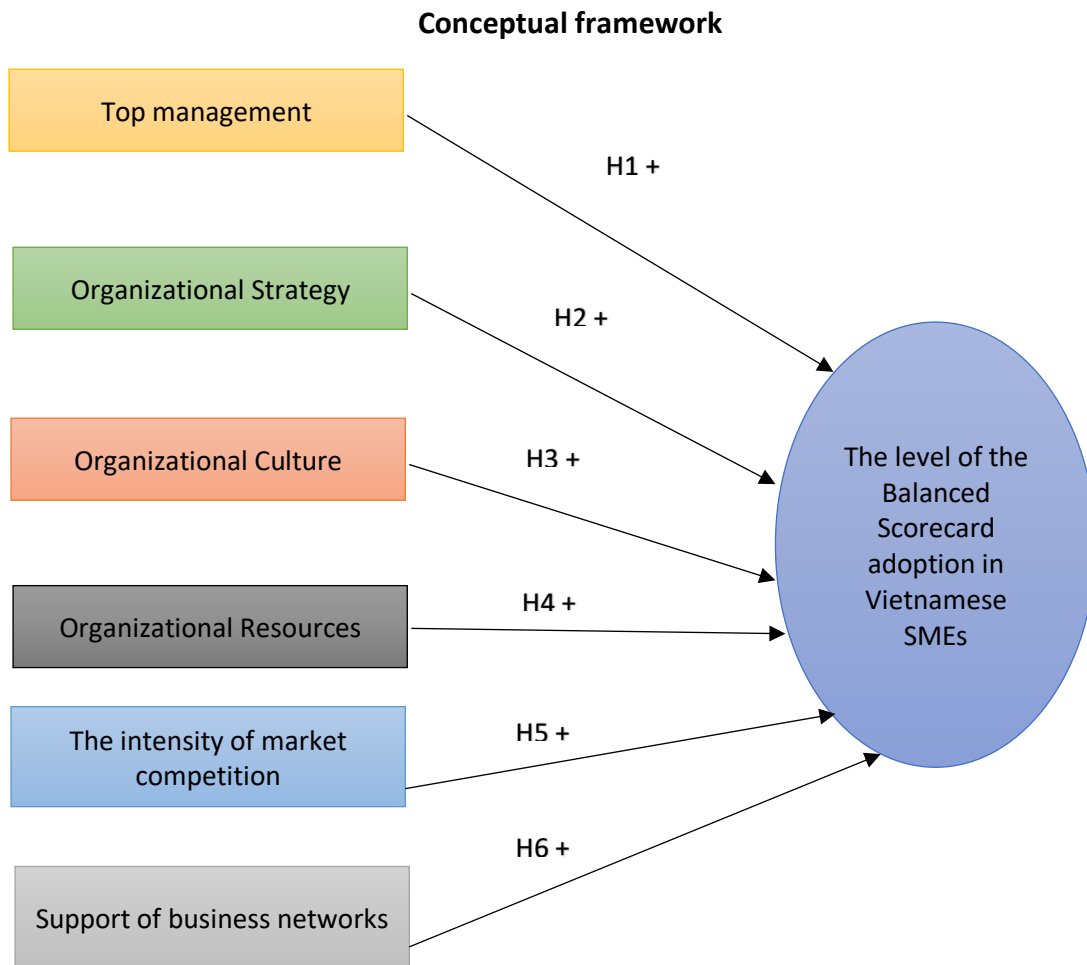 Conceptual framework
Top management
H1 +
Organizational Strategy
H2 +
Organizational Culture
H3 +
Organizational Resources
H4 +
The intensity of market
competition
H5 +
Support of business networks
H6 +
The level of the
Balanced
Scorecard
adoption in
Vietnamese
SMEs